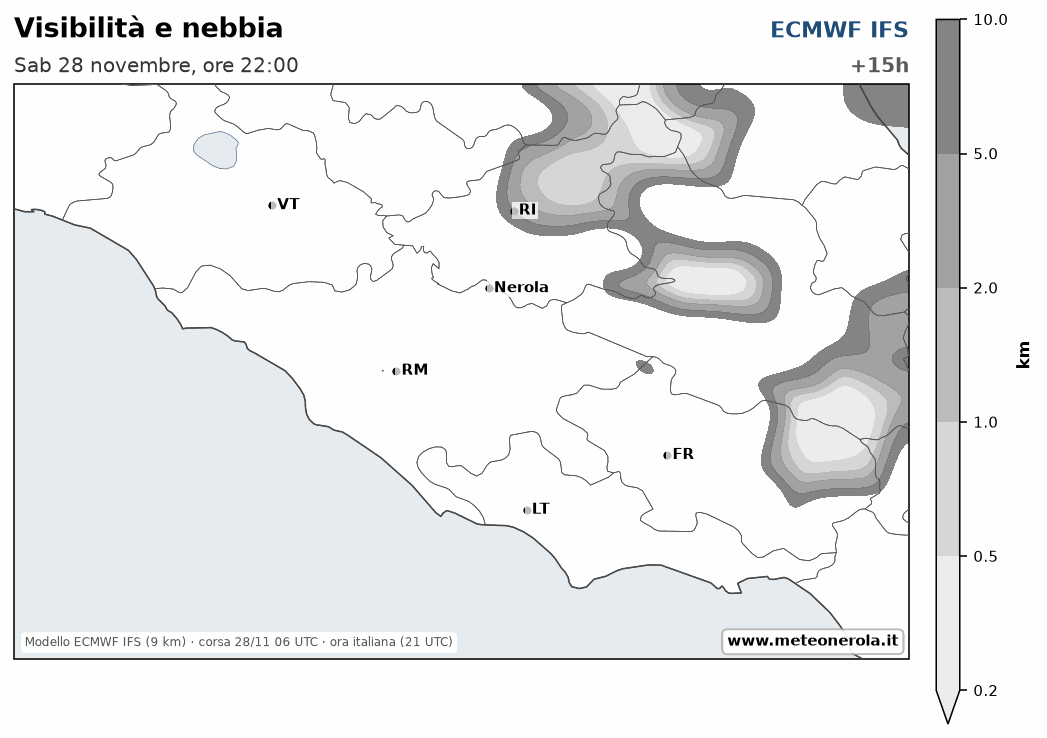 Visibilità e nebbia
ECMWF IFS
Sab 28 novembre, ore 22:00
+15h
10.0
5.0
2.0
1.0
0.5
0.2
km
VT
RI
Nerola
RM
FR
LT
Modello ECMWF IFS (9 km) · corsa 28/11 06 UTC · ora italiana (21 UTC)
www.meteonerola.it